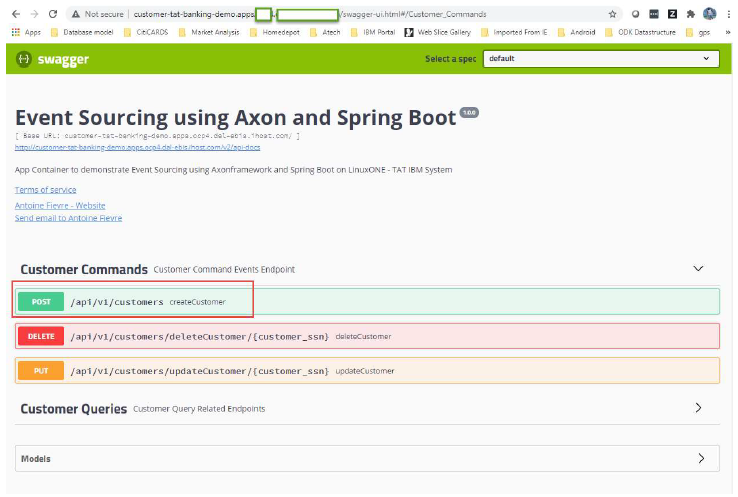 Not secure | customer-tat-banking-demo.apps. /swagger-ui.html#/Customer_Commands
Apps Database model CitiCARDS Market Analysis Homedepot Atech IBM Portal Web Slice Gallery Imported From IE Android ODK Datastructure gps »
swagger Select a spec default
Event Sourcing using Axon and Spring Boot 1.0.0
[ Base URL: customer-tat-banking-demo.apps.ocp4.dal-ebis.ihost.com/ ]
http://customer-tat-banking-demo.apps.ocp4.dal-ebis.ihost.com/v2/api-docs
App Container to demonstrate Event Sourcing using Axonframework and Spring Boot on LinuxONE - TAT IBM System
Terms of service
Antoine Fievre - Website
Send email to Antoine Fievre
Customer Commands Customer Command Events Endpoint
POST /api/v1/customers createCustomer
DELETE /api/v1/customers/deleteCustomer/{customer_ssn} deleteCustomer
PUT /api/v1/customers/updateCustomer/{customer_ssn} updateCustomer
Customer Queries Customer Query Related Endpoints
Models